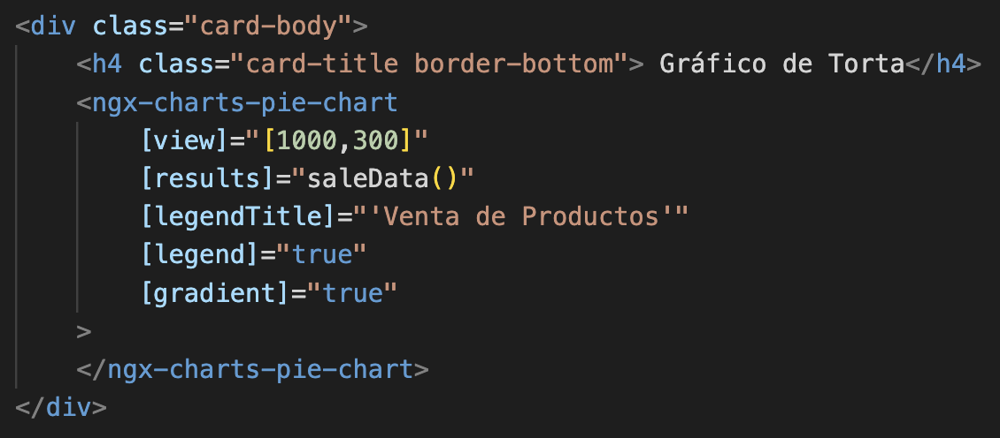 <div class="card-body">
<h4 class="card-title border-bottom"> Gráfico de Torta</h4>
<ngx-charts-pie-chart
[view]="[1000,300]"
[results]="saleData()"
[legendTitle]="'Venta de Productos'"
[legend]="true"
[gradient]="true"
>
</ngx-charts-pie-chart>
</div>